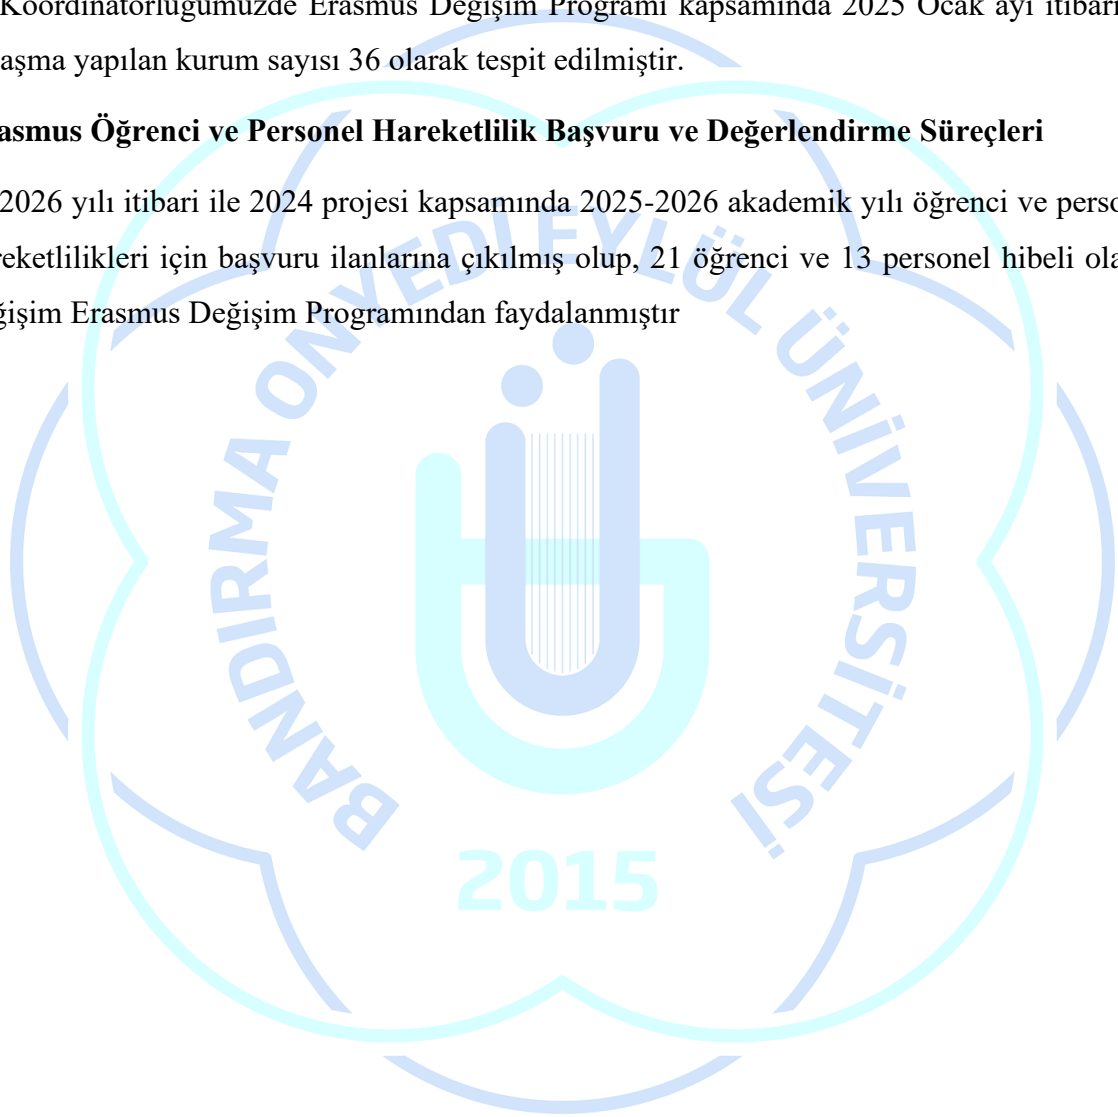 Koordinatörlüğümüzde Erasmus Değişim Programı kapsamında 2025 Ocak ayı itibari
aşma yapılan kurum sayısı 36 olarak tespit edilmiştir.
asmus Öğrenci ve Personel Hareketlilik Başvuru ve Değerlendirme Süreçleri
2026 yılı itibari ile 2024 projesi kapsamında 2025-2026 akademik yılı öğrenci ve perso
reketlilikleri için başvuru ilanlarına çıkılmış olup, 21 öğrenci ve 13 personel hibeli ola
ğişim Erasmus Değişim Programından faydalanmıştır
BANDIRMA ONYEDİ EYLÜL ÜNİVERSİTESİ
2015